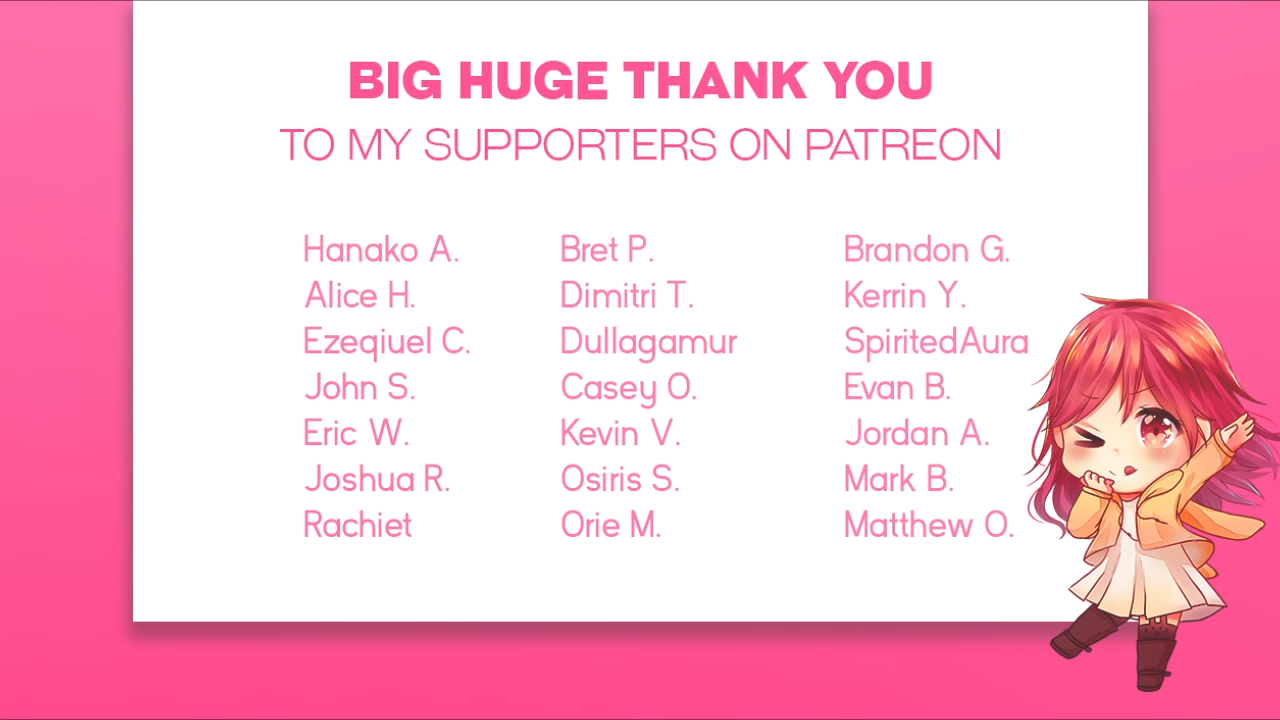 BIG HUGE THANK YOU
TO MY SUPPORTERS ON PATREON
Hanako A.
Alice H.
Ezeqiuel C.
John S.
Eric W.
Joshua R.
Rachiet
Bret P.
Dimitri T.
Dullagamur
Casey O.
Kevin V.
Osiris S.
Orie M.
Brandon G.
Kerrin Y.
SpiritedAura
Evan B.
Jordan A.
Mark B.
Matthew O.